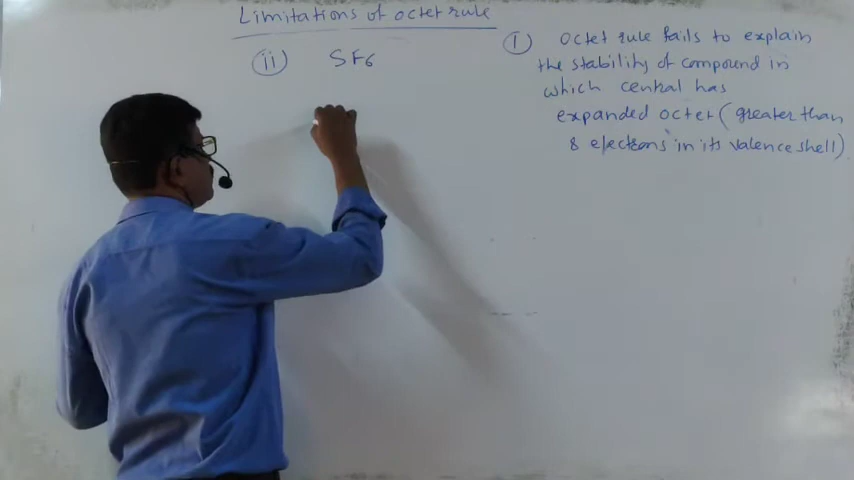 Limitations of octet rule
(ii) SF6
(i) Octet rule fails to explain
the stability of compound in
which central has
expanded octet (greater than
8 electrons in its valence shell)